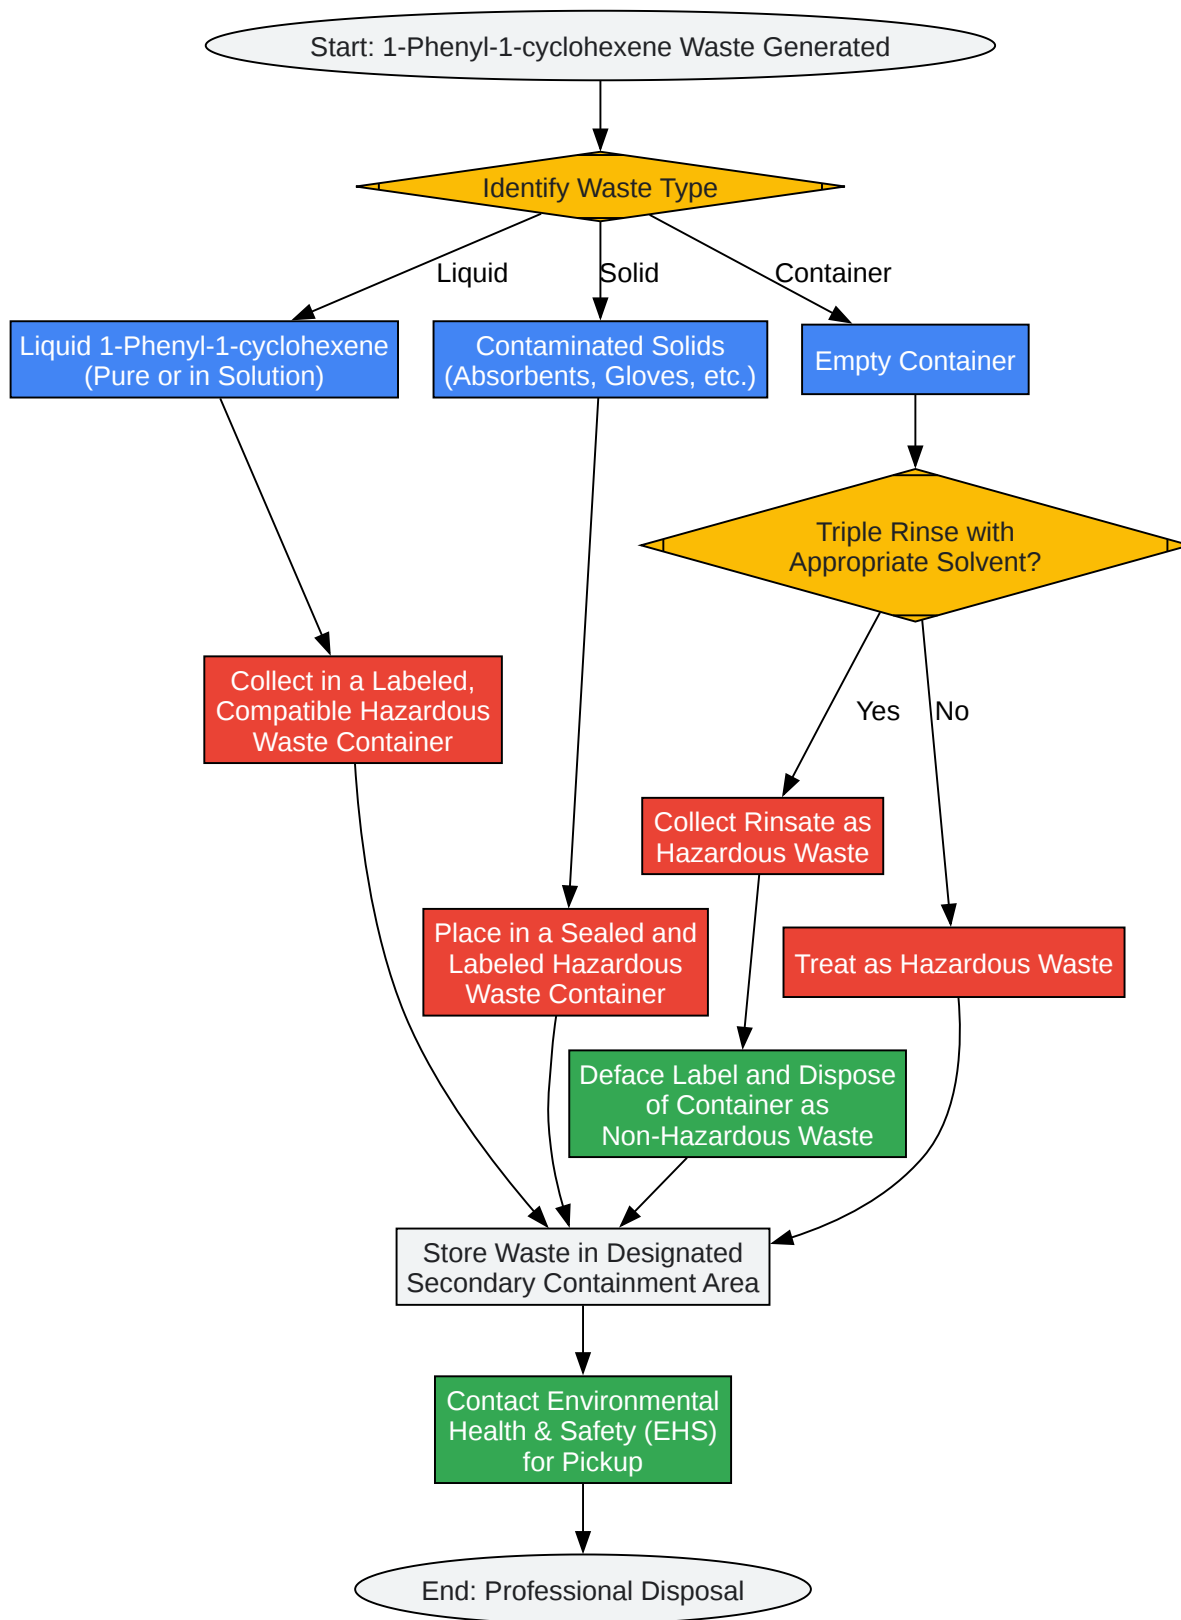 Start: 1-Phenyl-1-cyclohexene Waste Generated
Identify Waste Type
Liquid
Solid
Container
Liquid 1-Phenyl-1-cyclohexene
(Pure or in Solution)
Contaminated Solids
(Absorbents, Gloves, etc.)
Empty Container
Triple Rinse with
Appropriate Solvent?
Collect in a Labeled,
Compatible Hazardous
Waste Container
Yes
No
Collect Rinsate as
Hazardous Waste
Place in a Sealed and
Labeled Hazardous
Waste Container
Treat as Hazardous Waste
Deface Label and Dispose
of Container as
Non-Hazardous Waste
Store Waste in Designated
Secondary Containment Area
Contact Environmental
Health & Safety (EHS)
for Pickup
End: Professional Disposal